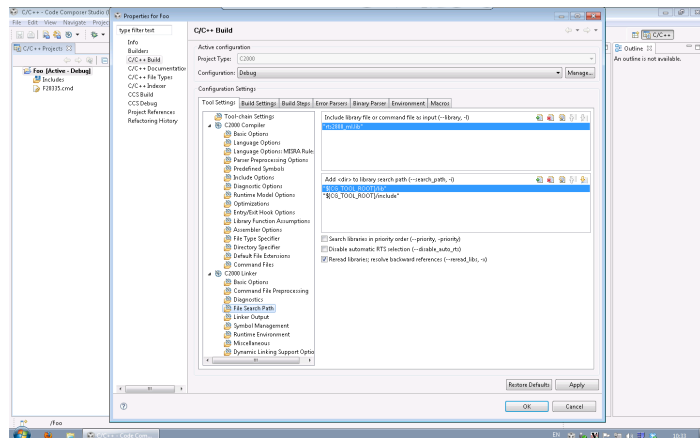 C/C++ - Code Composer Studio (
Properties for Foo
File Edit View Navigate Projec
C/C++
C/C++ Projects
Foo [Active - Debug]
Includes
F28335.cmd
Outline
An outline is not available.
type filter text
Info
Builders
C/C++ Build
C/C++ Documentation
C/C++ File Types
C/C++ Indexer
CCS Build
CCS Debug
Project References
Refactoring History
C/C++ Build
Active configuration
Project Type: C2000
Configuration: Debug
Manage...
Configuration Settings
Tool Settings Build Settings Build Steps Error Parsers Binary Parser Environment Macros
Tool-chain Settings
C2000 Compiler
Basic Options
Language Options
Language Options: MISRA Rule
Parser Preprocessing Options
Predefined Symbols
Include Options
Diagnostic Options
Runtime Model Options
Optimizations
Entry/Exit Hook Options
Library Function Assumptions
Assembler Options
File Type Specifier
Directory Specifier
Default File Extensions
Command Files
C2000 Linker
Basic Options
Command File Preprocessing
Diagnostics
File Search Path
Linker Output
Symbol Management
Runtime Environment
Miscellaneous
Dynamic Linking Support Optio
Include library file or command file as input (--library, -l)
"rts2800_ml.lib"
Add <dir> to library search path (--search_path, -i)
"${CG_TOOL_ROOT}/lib"
"${CG_TOOL_ROOT}/include"
Search libraries in priority order (--priority, -priority)
Disable automatic RTS selection (--disable_auto_rts)
Reread libraries; resolve backward references (--reread_libs, -x)
Restore Defaults
Apply
OK
Cancel
/Foo
C/C++ - Code Com...
EN
10:33